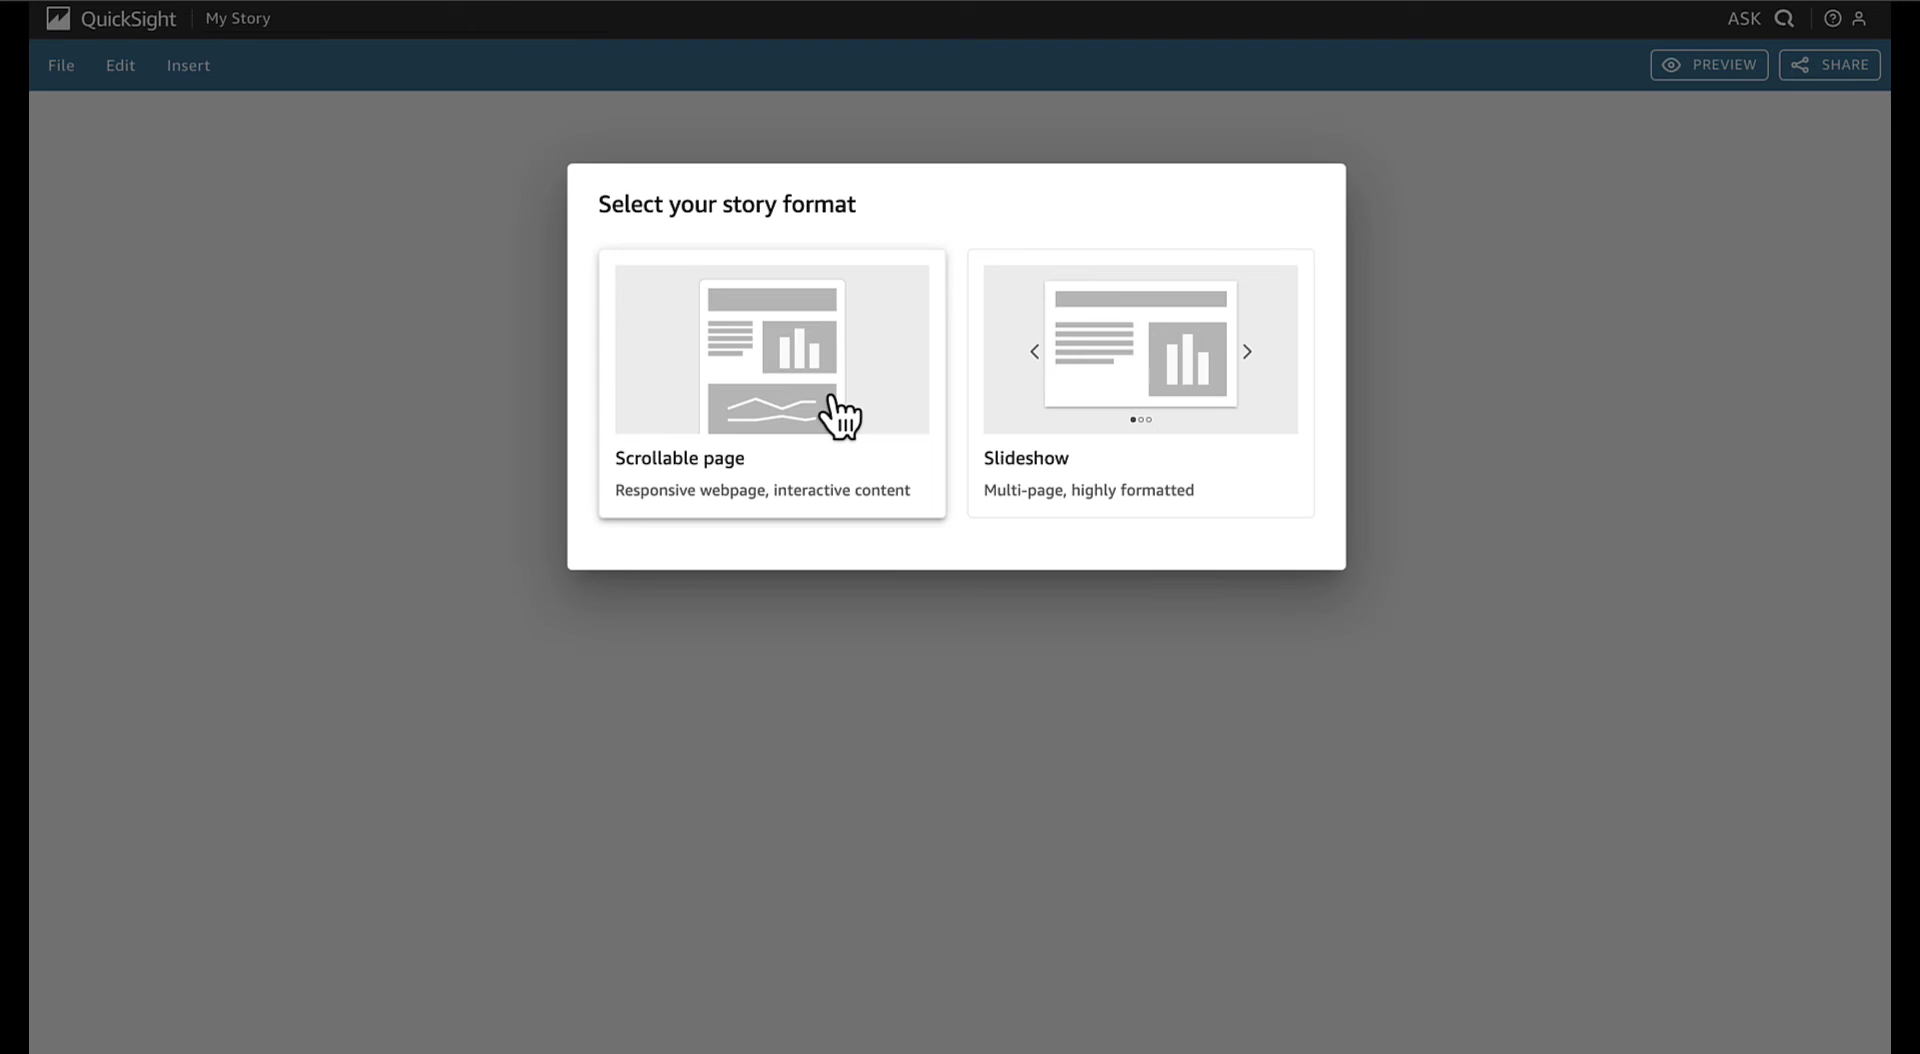 QuickSight My Story ASK
File Edit Insert PREVIEW SHARE
Select your story format
Scrollable page
Responsive webpage, interactive content
Slideshow
Multi-page, highly formatted